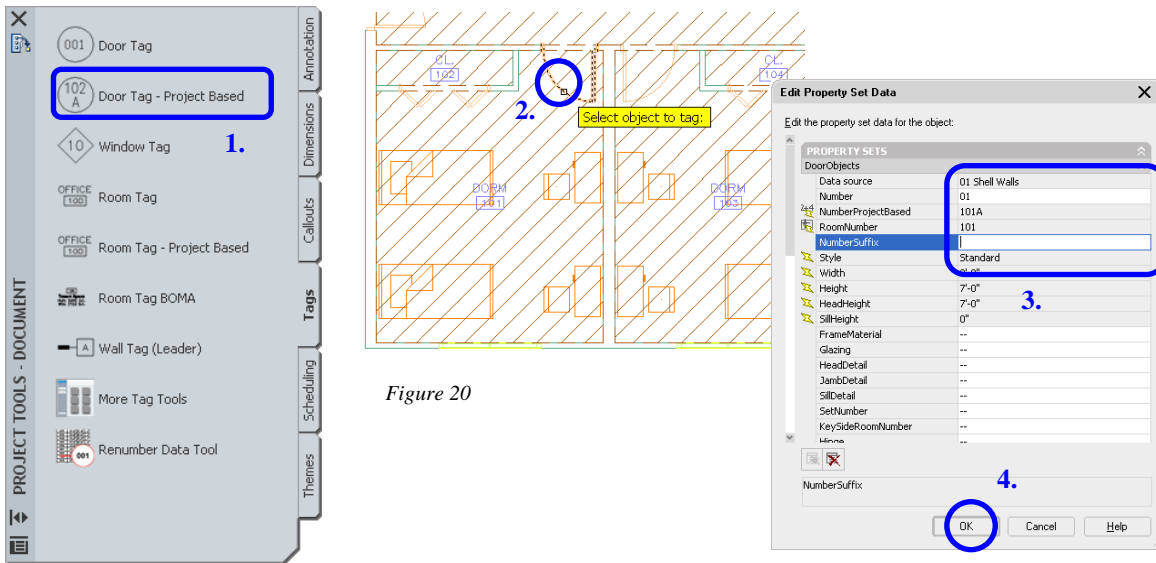 Door Tag
001
Door Tag - Project Based
102
A
Window Tag
10
1.
Room Tag
OFFICE
100
Room Tag - Project Based
OFFICE
100
Room Tag BOMA
Wall Tag (Leader)
A
More Tag Tools
Renumber Data Tool
001
PROJECT TOOLS - DOCUMENT
Annotation
Dimensions
Callouts
Tags
Scheduling
Themes
CL.
102
CL.
104
2.
Select object to tag:
DORM
101
DORM
103
Figure 20
Edit Property Set Data
Edit the property set data for the object:
PROPERTY SETS
DoorObjects
Data source 01 Shell Walls
Number 01
NumberProjectBased 101A
RoomNumber 101
NumberSuffix
Style Standard
Width
Height 7'-0"
HeadHeight 7'-0"
SillHeight 0"
FrameMaterial --
Glazing --
HeadDetail --
JambDetail --
SillDetail --
SetNumber --
KeySideRoomNumber --
Hinge --
3.
NumberSuffix
4.
OK
Cancel
Help